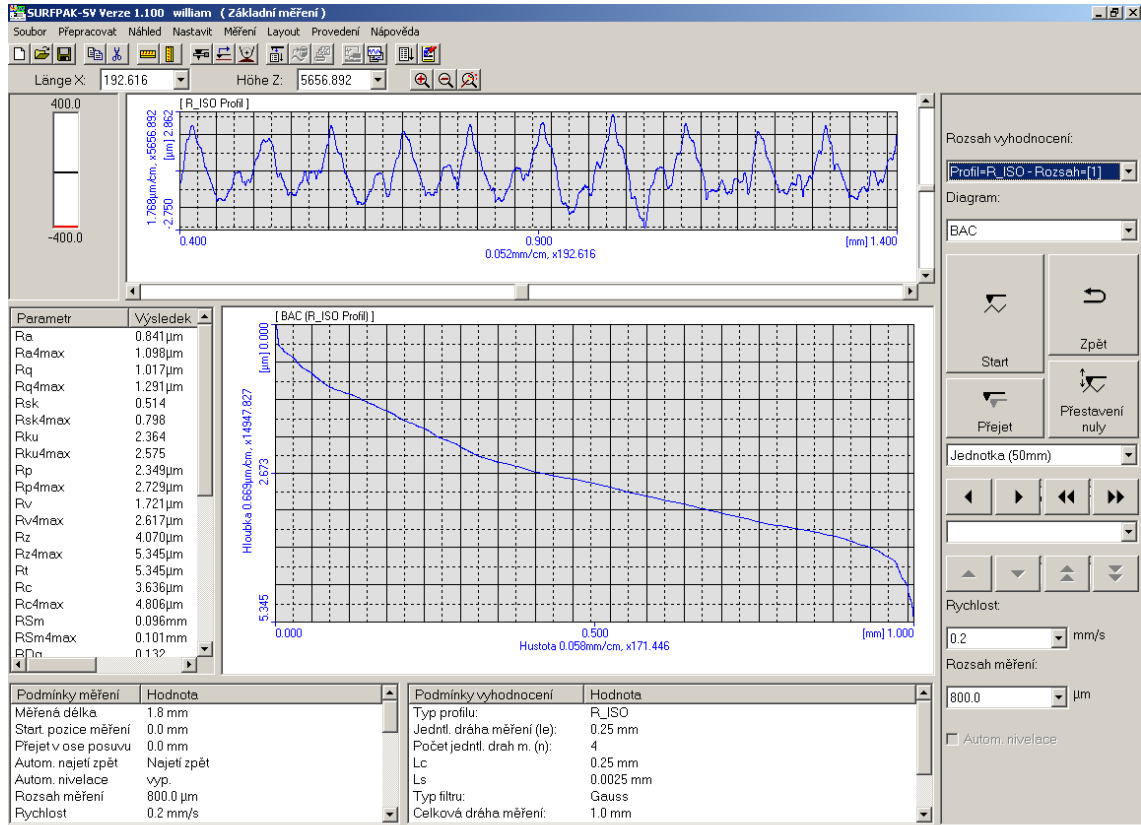 SURFPAK-SV Verze 1.100   william   ( Základní měření )
Soubor Přepracovat Náhled Nastavit Měření Layout Provedení Nápověda
Länge X: 192.616 Höhe Z: 5656.892
400.0
-400.0
[ R_ISO Profil ]
1.768µm/cm, x5656.892
-2.750 [µm] 2.862
0.400 0.900 [mm] 1.400
0.052mm/cm, x192.616
Parametr Výsledek
Ra 0.841µm
Ra4max 1.098µm
Rq 1.017µm
Rq4max 1.291µm
Rsk 0.514
Rsk4max 0.798
Rku 2.364
Rku4max 2.575
Rp 2.349µm
Rp4max 2.729µm
Rv 1.721µm
Rv4max 2.617µm
Rz 4.070µm
Rz4max 5.345µm
Rt 5.345µm
Rc 3.636µm
Rc4max 4.806µm
RSm 0.096mm
RSm4max 0.101mm
RDq 0.132
[ BAC (R_ISO Profil) ]
Hloubka 0.669µm/cm, x14947.827
5.345 2.673 [µm] 0.000
0.000 0.500 [mm] 1.000
Hustota 0.058mm/cm, x171.446
Rozsah vyhodnocení:
Profil=R_ISO - Rozsah=[1]
Diagram:
BAC
Start
Zpět
Přejet
Přestavení
nuly
Jednotka (50mm)
Rychlost:
0.2 mm/s
Rozsah měření:
800.0 µm
Autom. nivelace
Podmínky měření Hodnota
Měřená délka 1.8 mm
Start. pozice měření 0.0 mm
Přejet v ose posuvu 0.0 mm
Autom. najetí zpět Najetí zpět
Autom. nivelace vyp.
Rozsah měření 800.0 µm
Rychlost 0.2 mm/s
Podmínky vyhodnocení Hodnota
Typ profilu: R_ISO
Jedntl. dráha měření (le): 0.25 mm
Počet jedntl. drah m. (n): 4
Lc 0.25 mm
Ls 0.0025 mm
Typ filtru: Gauss
Celková dráha měření: 1.0 mm